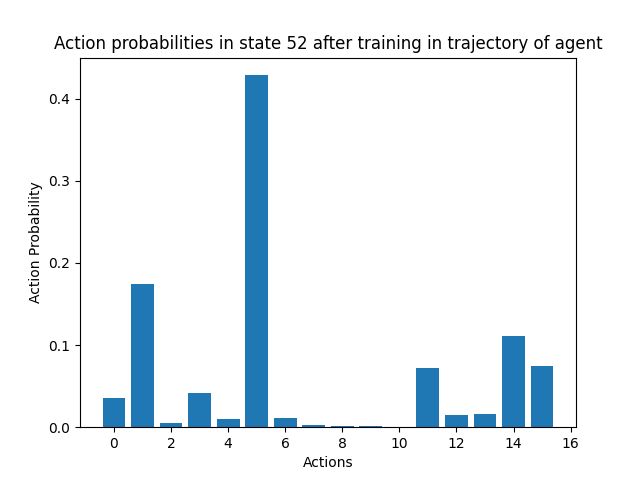 Action probabilities in state 52 after training in trajectory of agent
Action Probability
0.4
0.3
0.2
0.1
0.0
0 2 4 6 8 10 12 14 16
Actions